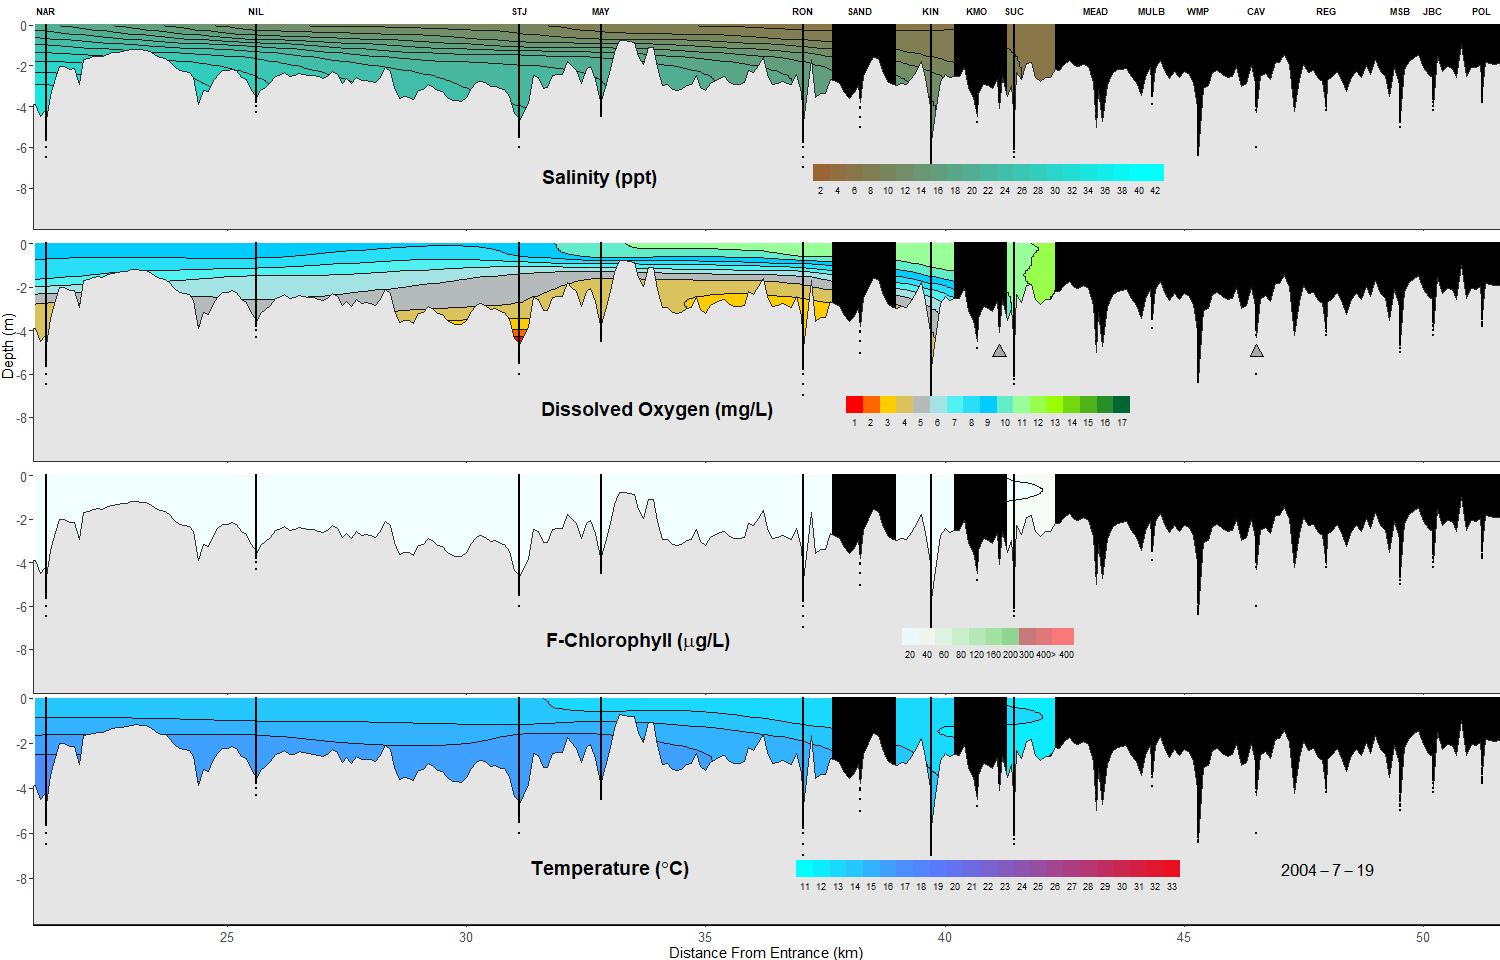 NAR NIL STJ MAY RON SAND KIN KMO SUC MEAD MULB WMP CAV REG MSB JBC POL
0
-2
-4
-6
-8
Salinity (ppt)
2 4 6 8 10 12 14 16 18 20 22 24 26 28 30 32 34 36 38 40 42
0
-2
-4
-6
-8
Depth (m)
Dissolved Oxygen (mg/L)
1 2 3 4 5 6 7 8 9 10 11 12 13 14 15 16 17
0
-2
-4
-6
-8
F-Chlorophyll (μg/L)
20 40 60 80 120 160 200 300 400 > 400
0
-2
-4
-6
-8
Temperature (°C)
11 12 13 14 15 16 17 18 19 20 21 22 23 24 25 26 27 28 29 30 31 32 33
2004 – 7 – 19
25 30 35 40 45 50
Distance From Entrance (km)